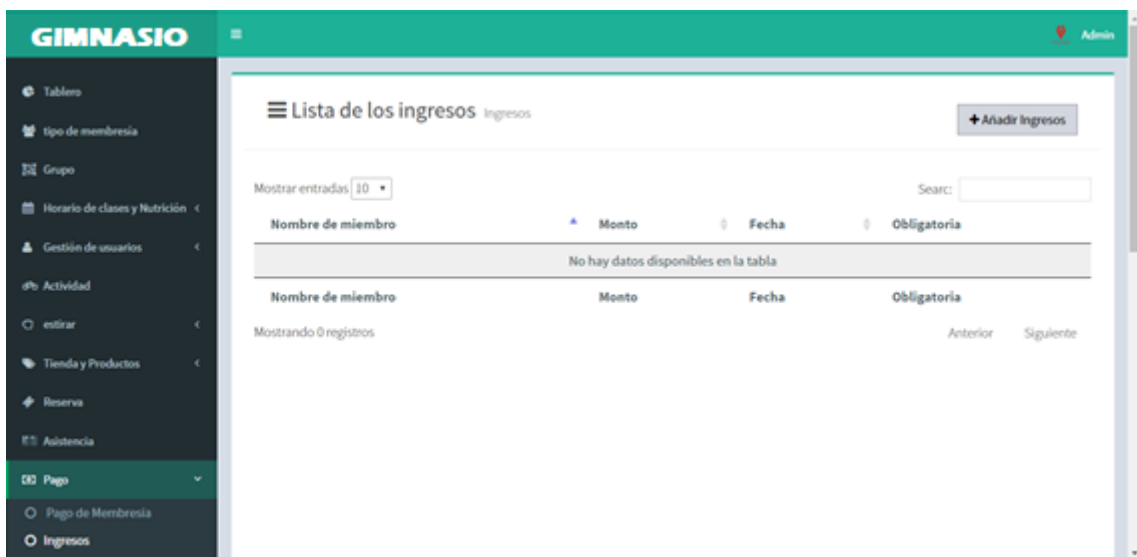 GIMNASIO
Admin
Tablero
tipo de membresia
Grupo
Horario de clases y Nutrición
Gestión de usuarios
Actividad
estirar
Tienda y Productos
Reserva
Asistencia
Pago
Pago de Membresia
Ingresos
Lista de los ingresos Ingresos
Añadir Ingresos
Mostrar entradas 10
Searc:
Nombre de miembro Monto Fecha Obligatoria
No hay datos disponibles en la tabla
Nombre de miembro Monto Fecha Obligatoria
Mostrando 0 registros
Anterior Siguiente